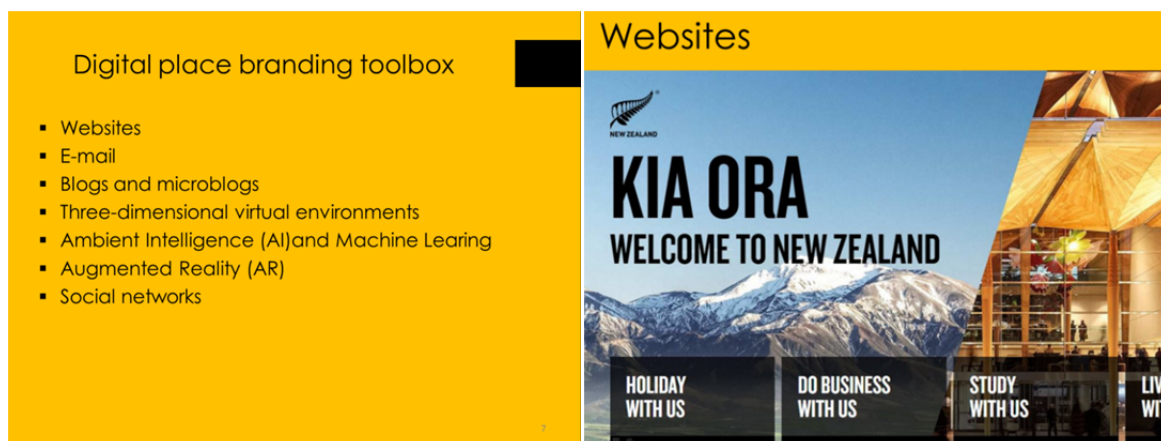 Digital place branding toolbox
▪ Websites
▪ E-mail
▪ Blogs and microblogs
▪ Three-dimensional virtual environments
▪ Ambient Intelligence (AI)and Machine Learing
▪ Augmented Reality (AR)
▪ Social networks
7
Websites
NEW ZEALAND
KIA ORA
WELCOME TO NEW ZEALAND
HOLIDAY
WITH US
DO BUSINESS
WITH US
STUDY
WITH US